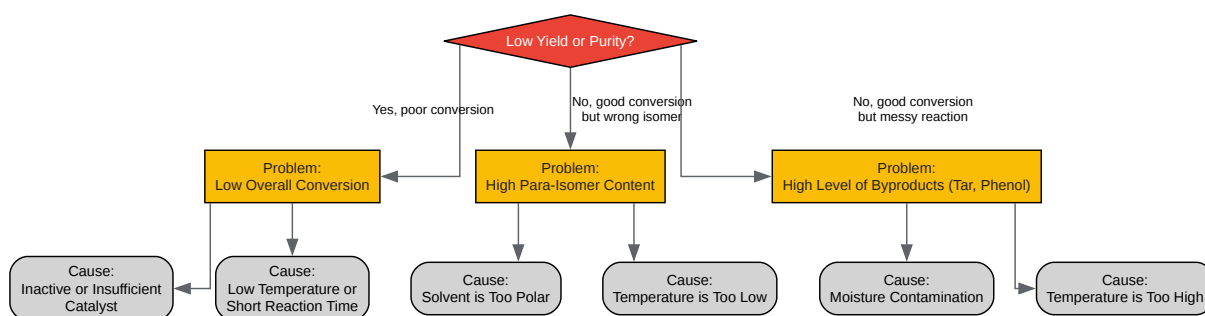 Low Yield or Purity?
Yes, poor conversion
No, good conversion
but wrong isomer
No, good conversion
but messy reaction
Problem:
Low Overall Conversion
Problem:
High Para-Isomer Content
Problem:
High Level of Byproducts (Tar, Phenol)
Cause:
Inactive or Insufficient
Catalyst
Cause:
Low Temperature or
Short Reaction Time
Cause:
Solvent is Too Polar
Cause:
Temperature is Too Low
Cause:
Moisture Contamination
Cause:
Temperature is Too High